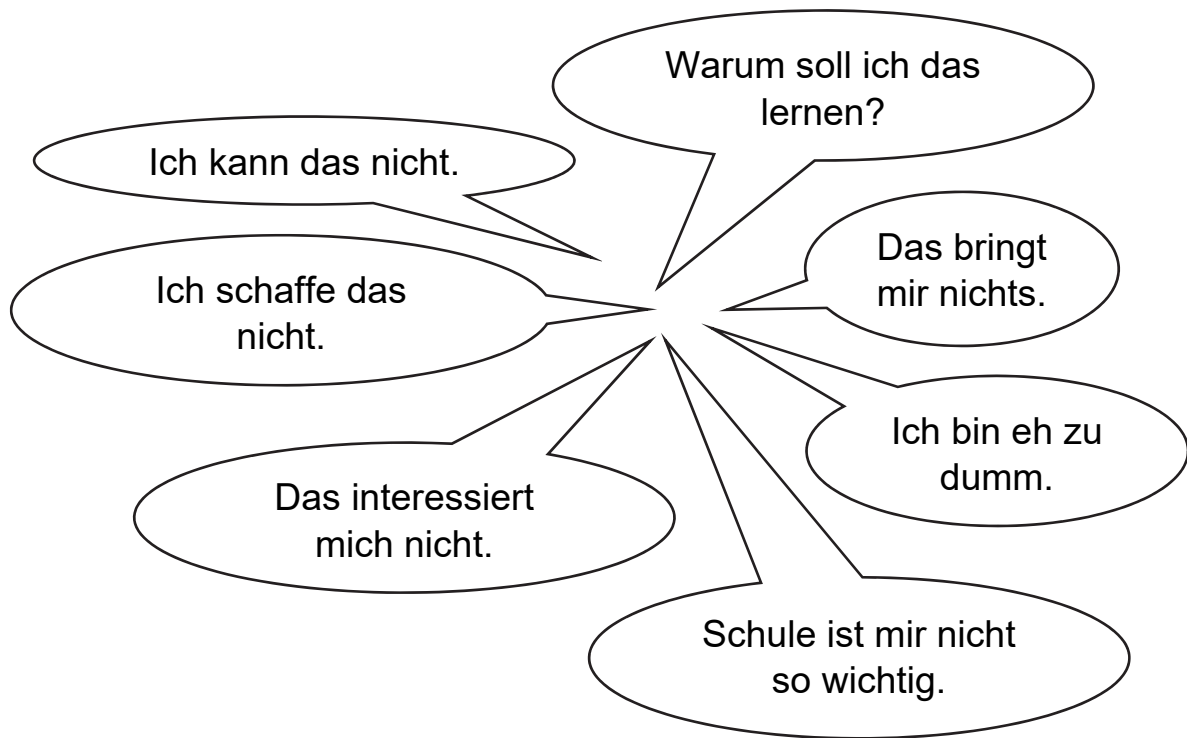 Warum soll ich das
lernen?
Ich kann das nicht.
Das bringt
mir nichts.
Ich schaffe das
nicht.
Ich bin eh zu
dumm.
Das interessiert
mich nicht.
Schule ist mir nicht
so wichtig.